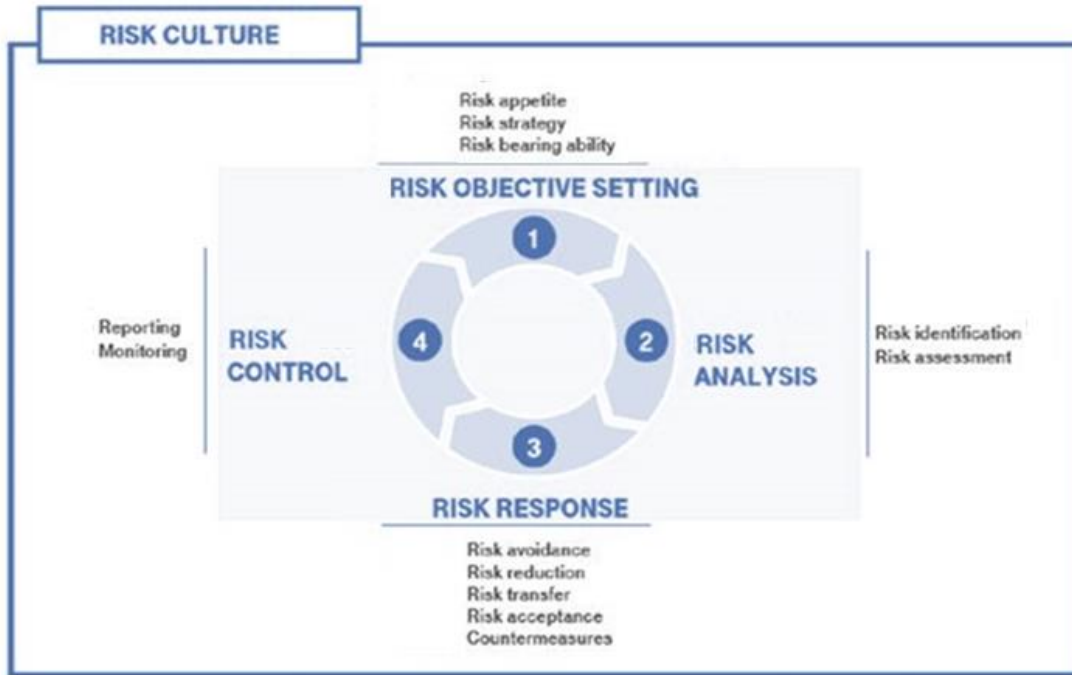 RISK CULTURE
Risk appetite
Risk strategy
Risk bearing ability
RISK OBJECTIVE SETTING
1
2
3
4
RISK
ANALYSIS
Risk identification
Risk assessment
RISK RESPONSE
Risk avoidance
Risk reduction
Risk transfer
Risk acceptance
Countermeasures
RISK
CONTROL
Reporting
Monitoring